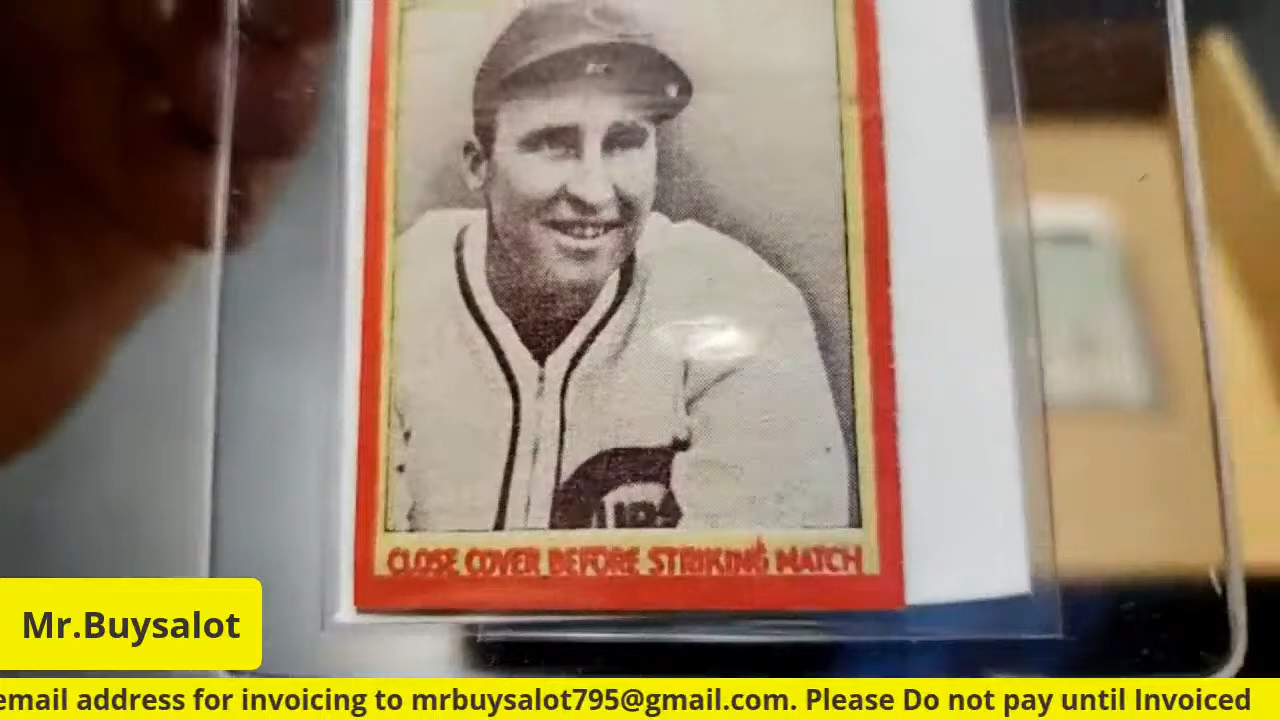 UBS
CLOSE COVER BEFORE STRIKING MATCH
Mr.Buysalot
email address for invoicing to mrbuysalot795@gmail.com. Please Do not pay until Invoiced